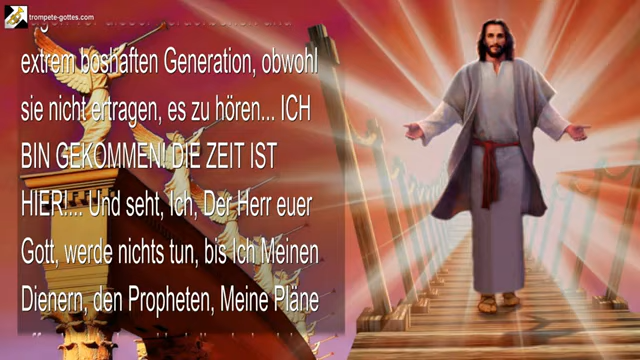 trompete-gottes.com
extrem boshaften Generation, obwohl
sie nicht ertragen, es zu hören... ICH
BIN GEKOMMEN! DIE ZEIT IST
HIER!.... Und seht, Ich, Der Herr euer
Gott, werde nichts tun, bis Ich Meinen
Dienern, den Propheten, Meine Pläne